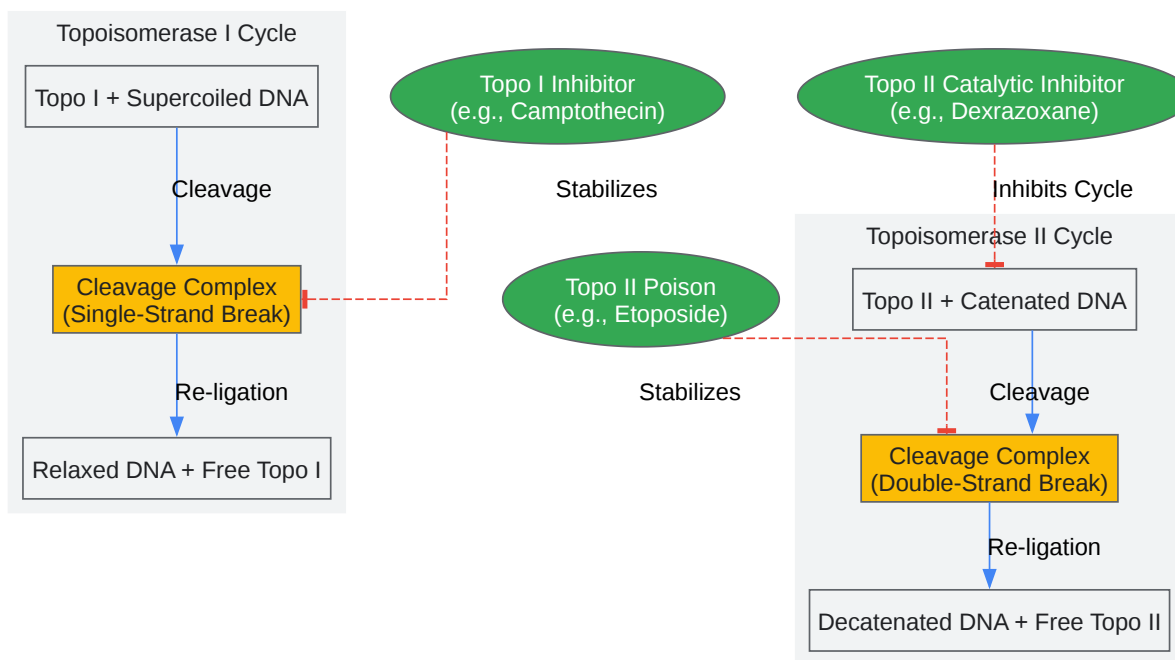 Topoisomerase I Cycle
Topo I + Supercoiled DNA
Cleavage
Cleavage Complex
(Single-Strand Break)
Re-ligation
Relaxed DNA + Free Topo I
Topo I Inhibitor
(e.g., Camptothecin)
Stabilizes
Topo II Poison
(e.g., Etoposide)
Stabilizes
Topo II Catalytic Inhibitor
(e.g., Dexrazoxane)
Inhibits Cycle
Topoisomerase II Cycle
Topo II + Catenated DNA
Cleavage
Cleavage Complex
(Double-Strand Break)
Re-ligation
Decatenated DNA + Free Topo II